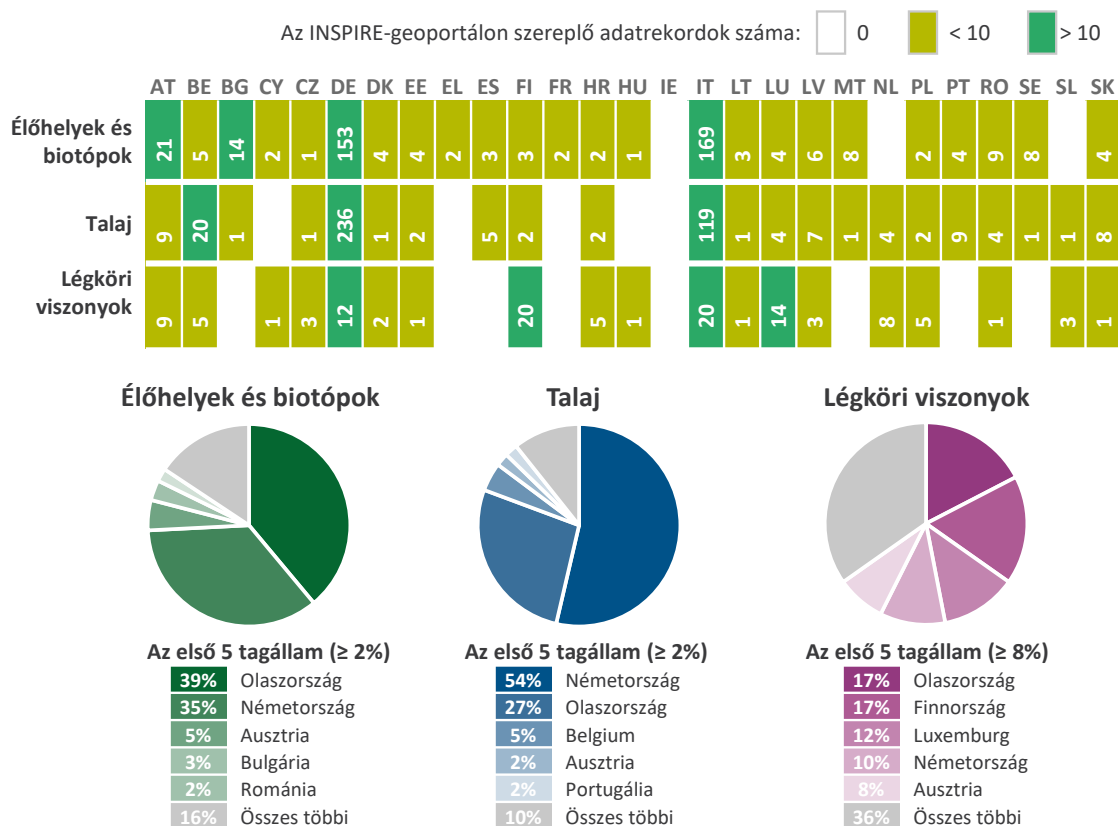 Az INSPIRE-geoportálon szereplő adatrekordok száma: 0 < 10 > 10
AT BE BG CY CZ DE DK EE EL ES FI FR HR HU IE IT LT LU LV MT NL PL PT RO SE SL SK
Élőhelyek és biotópok 21 5 14 2 1 153 4 4 2 3 3 2 2 1 169 3 4 6 8 2 4 9 8 4
Talaj 9 20 1 1 236 1 2 5 2 2 119 1 4 7 1 4 2 9 4 1 1 8
Légköri viszonyok 9 5 1 3 12 2 1 20 5 1 20 1 14 3 8 5 1 3 1
Élőhelyek és biotópok
Az első 5 tagállam (≥ 2%)
39% Olaszország
35% Németország
5% Ausztria
3% Bulgária
2% Románia
16% Összes többi
Talaj
Az első 5 tagállam (≥ 2%)
54% Németország
27% Olaszország
5% Belgium
2% Ausztria
2% Portugália
10% Összes többi
Légköri viszonyok
Az első 5 tagállam (≥ 8%)
17% Olaszország
17% Finnország
12% Luxemburg
10% Németország
8% Ausztria
36% Összes többi